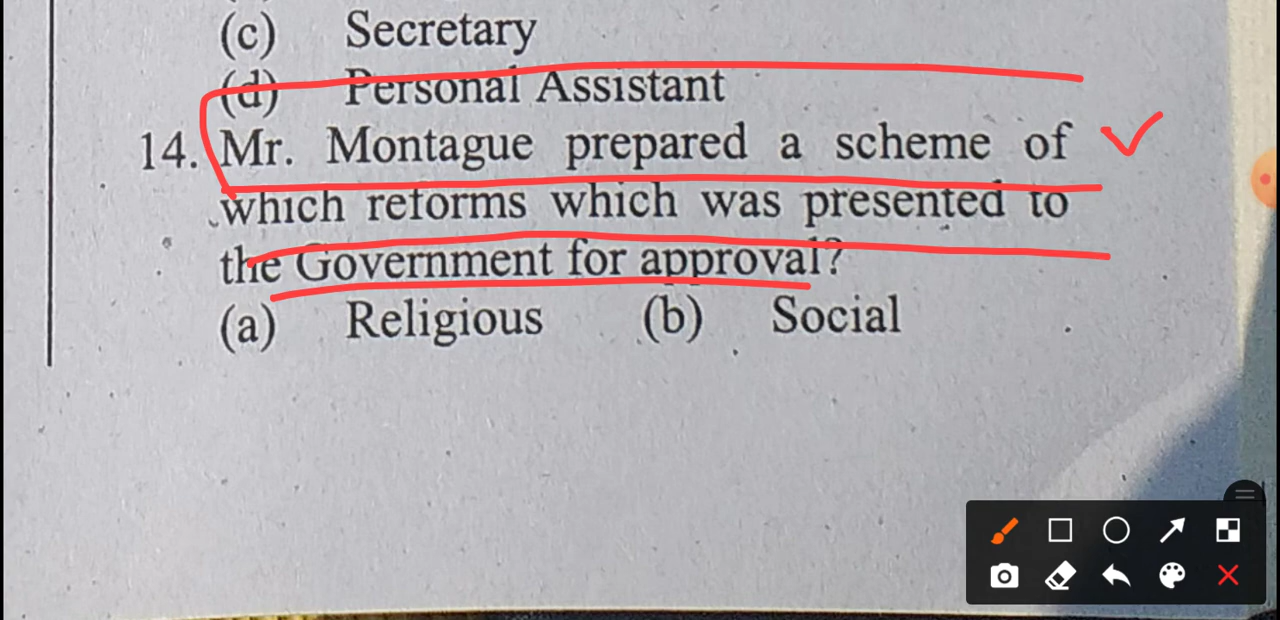 (c) Secretary
(d) Personal Assistant
14. Mr. Montague prepared a scheme of
which reforms which was presented to
the Government for approval?
(a) Religious (b) Social